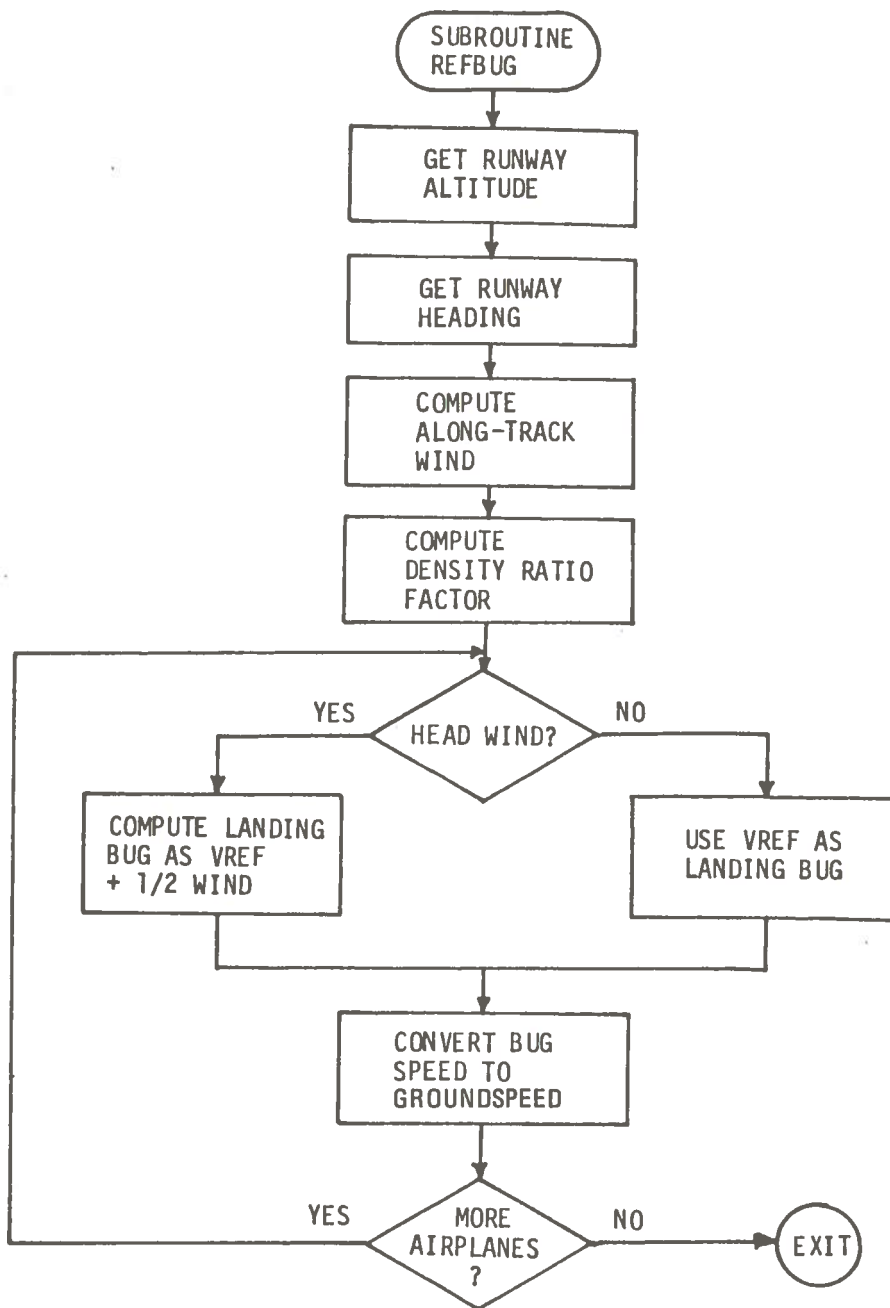 SUBROUTINE
REFBUG
GET RUNWAY
ALTITUDE
GET RUNWAY
HEADING
COMPUTE
ALONG-TRACK
WIND
COMPUTE
DENSITY RATIO
FACTOR
YES
HEAD WIND?
NO
COMPUTE LANDING
BUG AS VREF
+ 1/2 WIND
USE VREF AS
LANDING BUG
CONVERT BUG
SPEED TO
GROUNDSPEED
YES
MORE
AIRPLANES
?
NO
EXIT